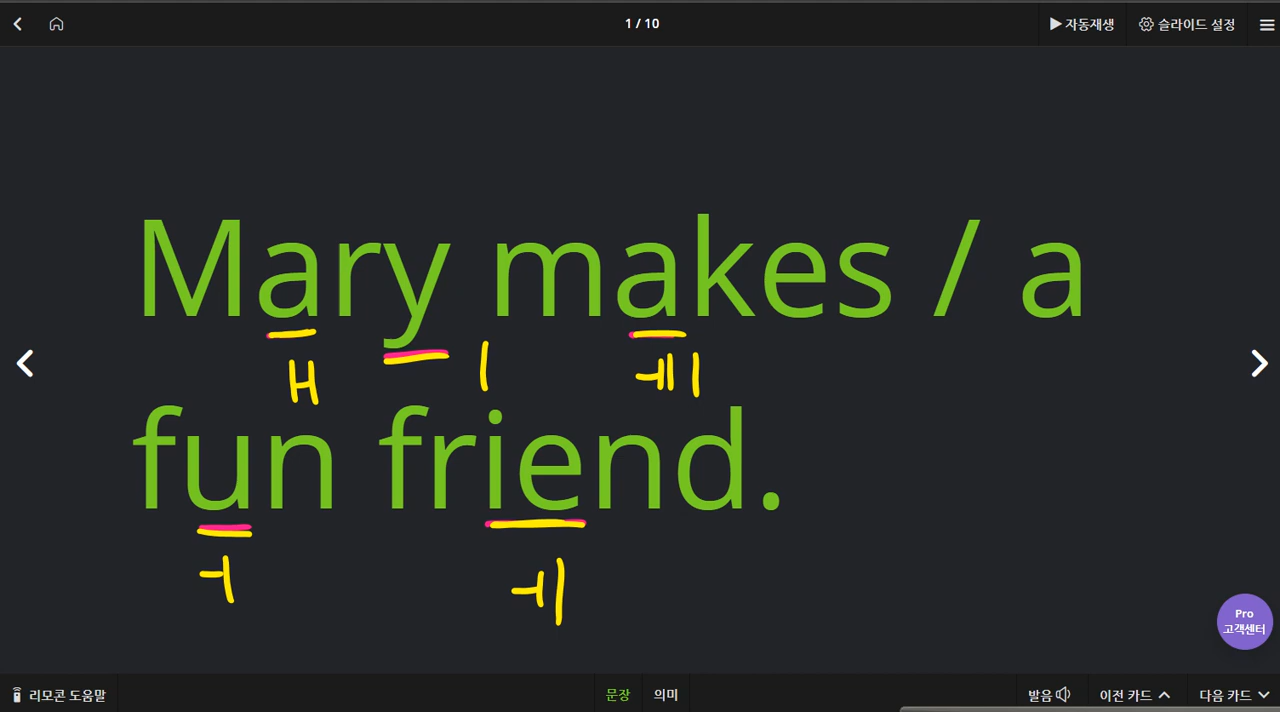 1 / 10
자동재생
슬라이드 설정
Mary makes / a
ㅐ ㅣ ㅔㅣ
fun friend.
ㅓ ㅔ
Pro
고객센터
리모콘 도움말
문장
의미
발음
이전 카드
다음 카드